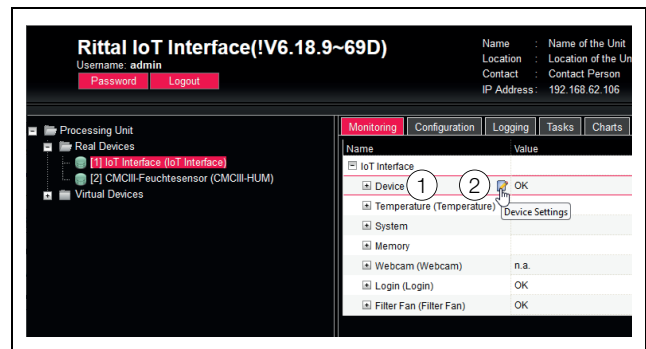 Rittal IoT Interface(!V6.18.9~69D)
Username: admin
Password Logout
Name : Name of the Unit
Location : Location of the Un
Contact : Contact Person
IP Address : 192.168.62.106
Processing Unit
Real Devices
[1] IoT Interface (IoT Interface)
[2] CMCIII-Feuchtesensor (CMCIII-HUM)
Virtual Devices
Monitoring Configuration Logging Tasks Charts
Name Value
IoT Interface
Device 1 2 OK
Temperature (Temperature)
Device Settings
System
Memory
Webcam (Webcam) n.a.
Login (Login) OK
Filter Fan (Filter Fan) OK